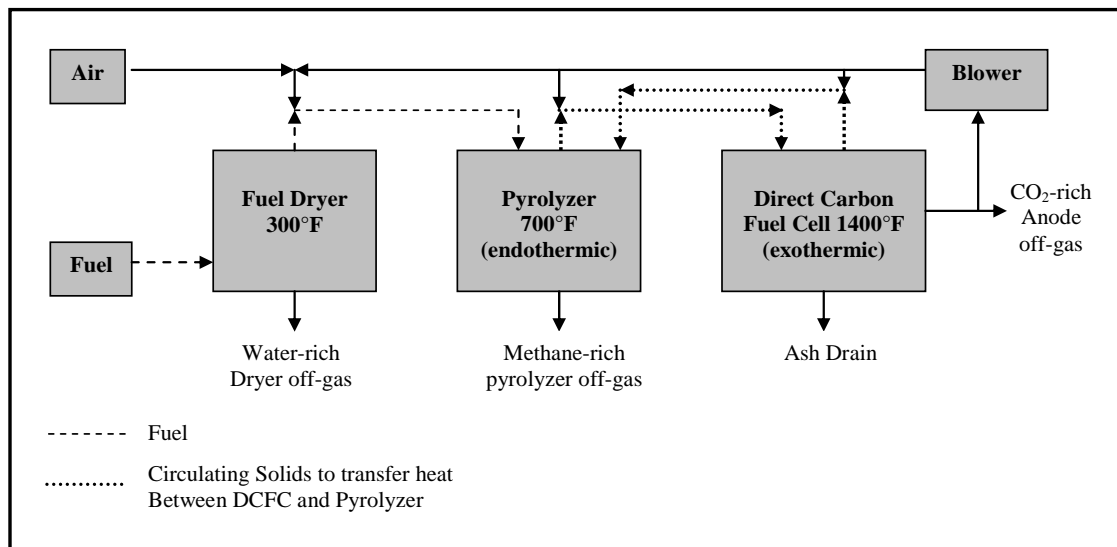 Air
Blower
Fuel Dryer
300°F
Pyrolyzer
700°F
(endothermic)
Direct Carbon
Fuel Cell 1400°F
(exothermic)
CO₂-rich
Anode
off-gas
Fuel
Water-rich
Dryer off-gas
Methane-rich
pyrolyzer off-gas
Ash Drain
Fuel
Circulating Solids to transfer heat
Between DCFC and Pyrolyzer